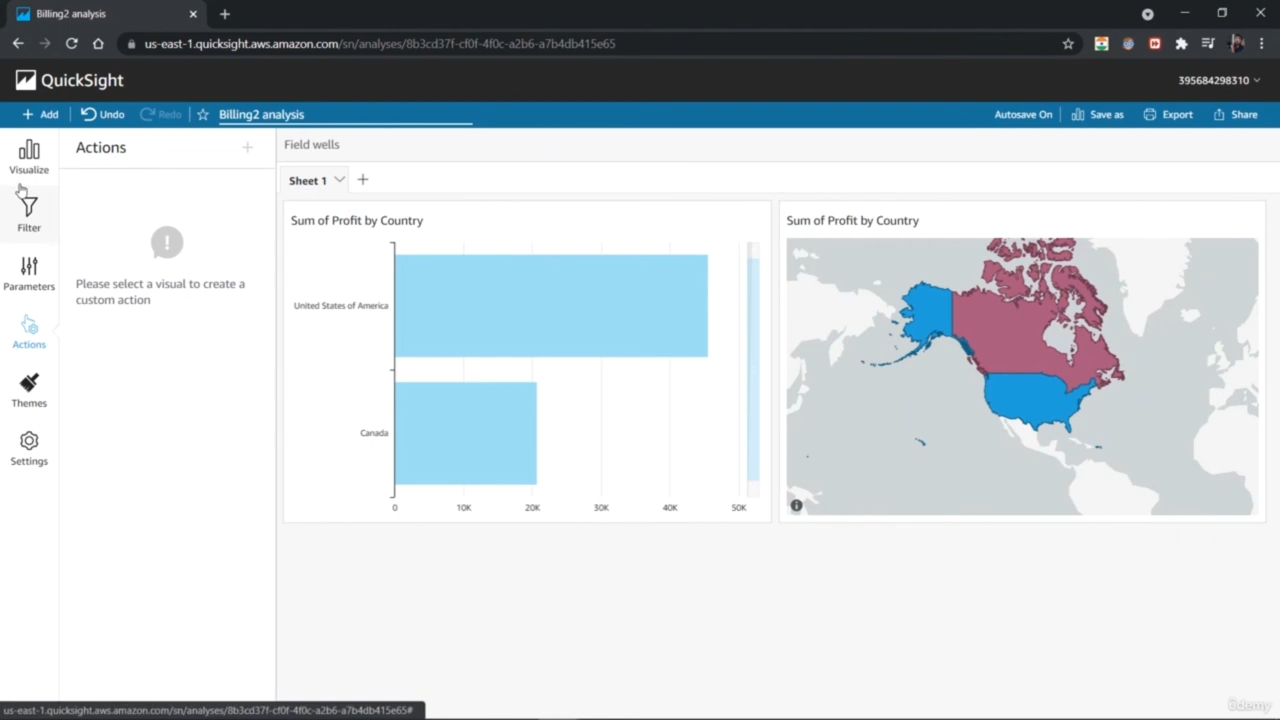 Billing2 analysis
us-east-1.quicksight.aws.amazon.com/sn/analyses/8b3cd37f-cf0f-4f0c-a2b6-a7b4db415e65
QuickSight
395684298310
Add
Undo
Redo
Billing2 analysis
Autosave On
Save as
Export
Share
Visualize
Filter
Parameters
Actions
Themes
Settings
Actions
Please select a visual to create a
custom action
Field wells
Sheet 1
Sum of Profit by Country
United States of America
Canada
0
10K
20K
30K
40K
50K
Sum of Profit by Country
us-east-1.quicksight.aws.amazon.com/sn/analyses/8b3cd37f-cf0f-4f0c-a2b6-a7b4db415e65#
ûdemy